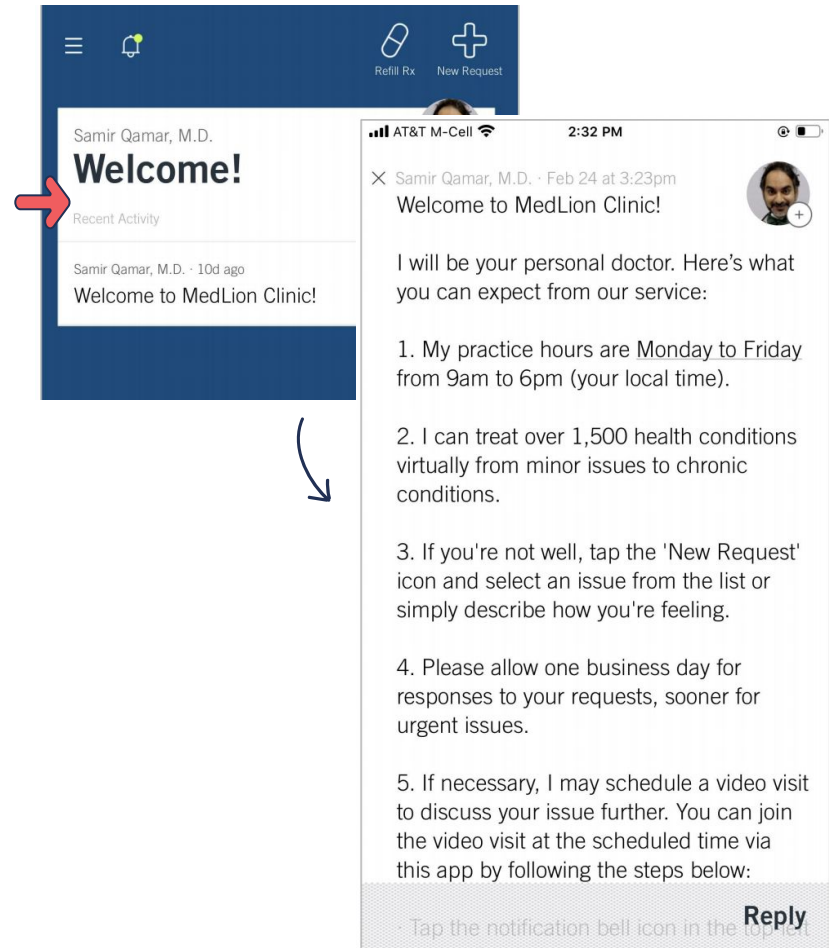 Refill Rx
New Request
Samir Qamar, M.D.
Welcome!
Recent Activity
Samir Qamar, M.D. · 10d ago
Welcome to MedLion Clinic!
AT&T M-Cell
2:32 PM
Samir Qamar, M.D. · Feb 24 at 3:23pm
Welcome to MedLion Clinic!
I will be your personal doctor. Here’s what
you can expect from our service:
1. My practice hours are Monday to Friday
from 9am to 6pm (your local time).
2. I can treat over 1,500 health conditions
virtually from minor issues to chronic
conditions.
3. If you're not well, tap the 'New Request'
icon and select an issue from the list or
simply describe how you're feeling.
4. Please allow one business day for
responses to your requests, sooner for
urgent issues.
5. If necessary, I may schedule a video visit
to discuss your issue further. You can join
the video visit at the scheduled time via
this app by following the steps below:
· Tap the notification bell icon in the top left
Reply